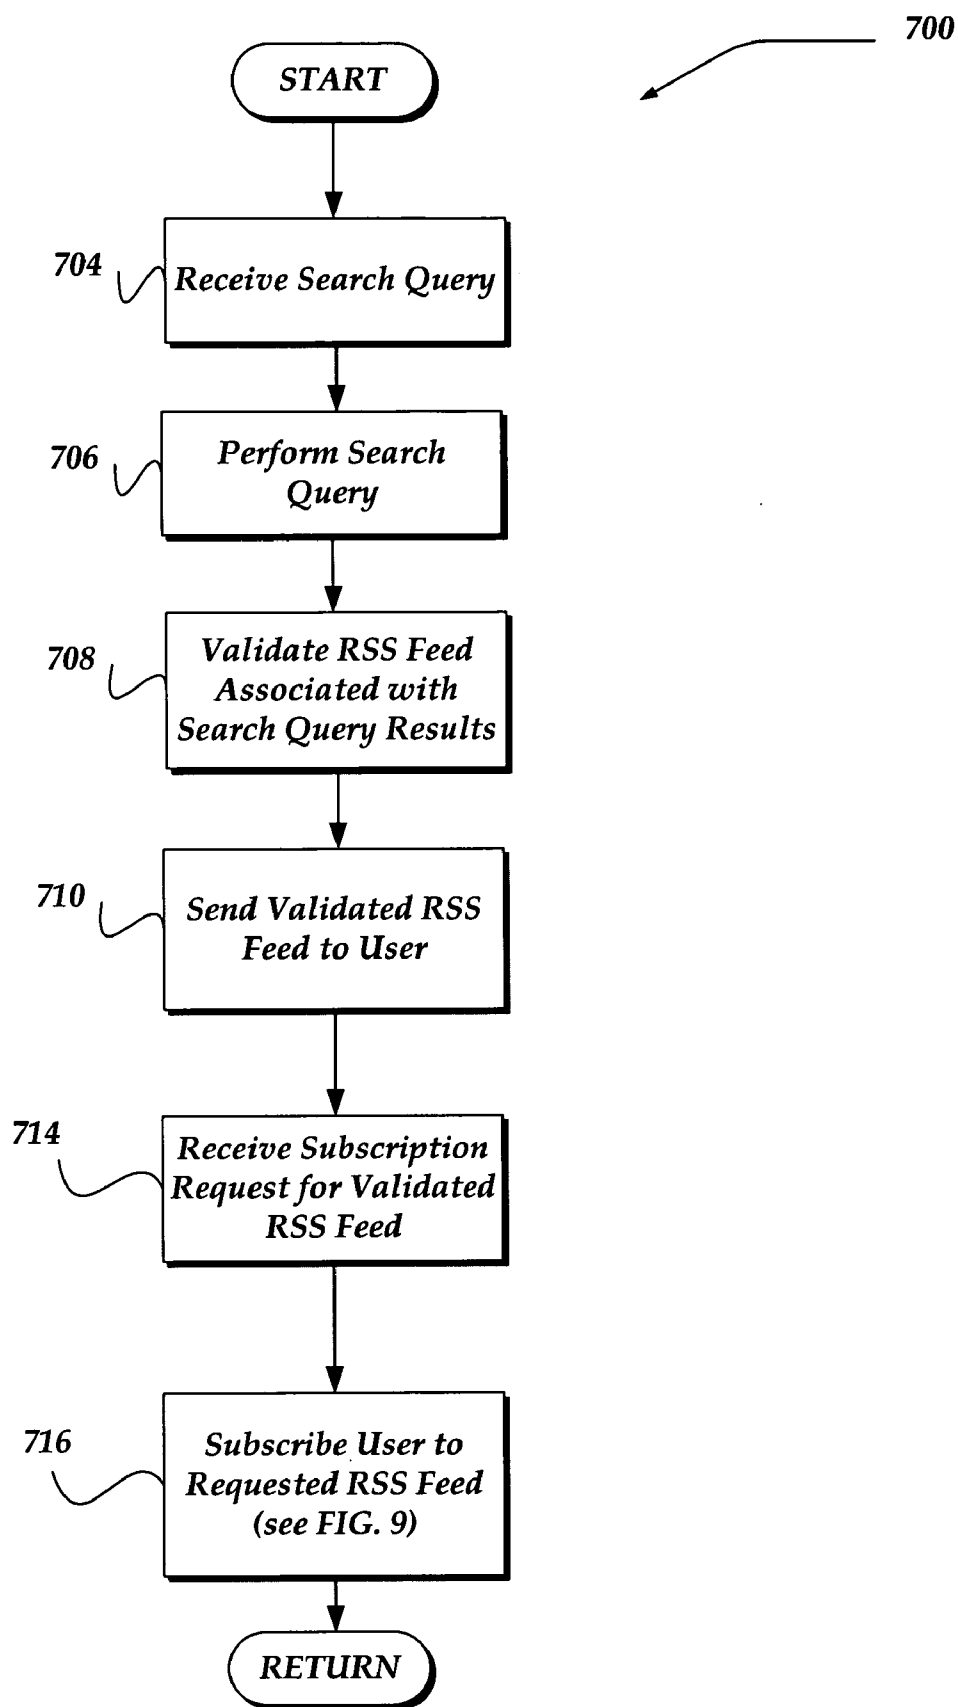 700
START
704
Receive Search Query
706
Perform Search
Query
708
Validate RSS Feed
Associated with
Search Query Results
710
Send Validated RSS
Feed to User
714
Receive Subscription
Request for Validated
RSS Feed
716
Subscribe User to
Requested RSS Feed
(see FIG. 9)
RETURN